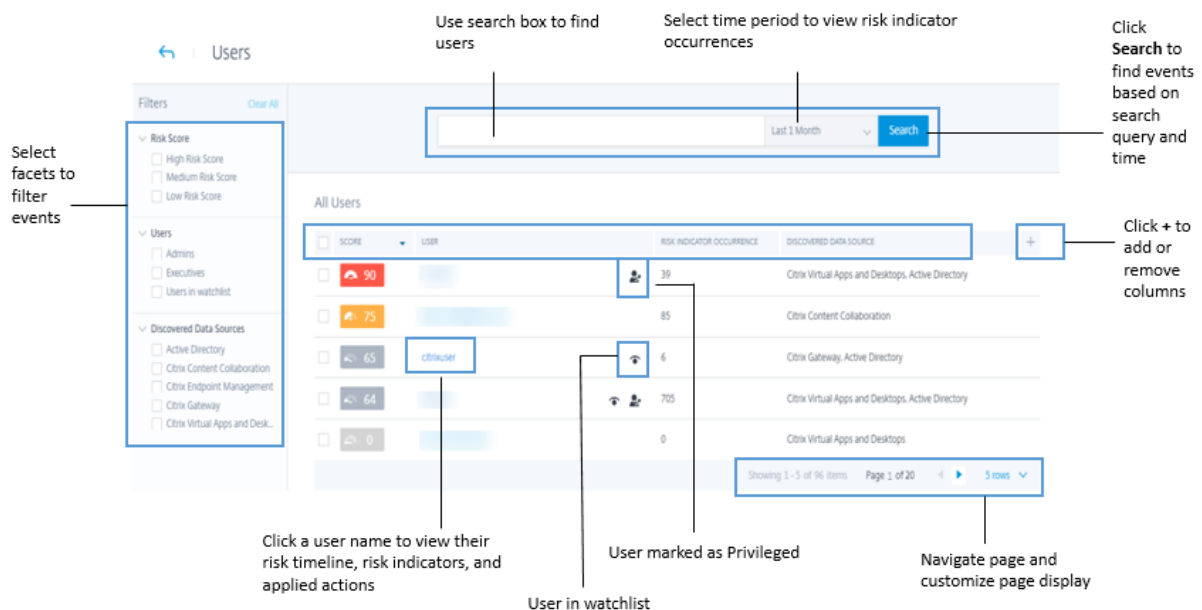 Use search box to find
users
Select time period to view risk indicator
occurrences
Click
Search to
find events
based on
search
query and
time
Users
Filters
Clear All
Select
facets to
filter
events
Risk Score
High Risk Score
Medium Risk Score
Low Risk Score
Users
Admins
Executives
Users in watchlist
Discovered Data Sources
Active Directory
Citrix Content Collaboration
Citrix Endpoint Management
Citrix Gateway
Citrix Virtual Apps and Desk...
Last 1 Month
Search
All Users
SCORE USER RISK INDICATOR OCCURRENCE DISCOVERED DATA SOURCE +
Click + to
add or
remove
columns
90 39 Citrix Virtual Apps and Desktops, Active Directory
75 85 Citrix Content Collaboration
65 citrixuser 6 Citrix Gateway, Active Directory
64 705 Citrix Virtual Apps and Desktops, Active Directory
0 0 Citrix Virtual Apps and Desktops
Showing 1 - 5 of 96 items Page 1 of 20 5 rows
Click a user name to view their
risk timeline, risk indicators, and
applied actions
User in watchlist
User marked as Privileged
Navigate page and
customize page display